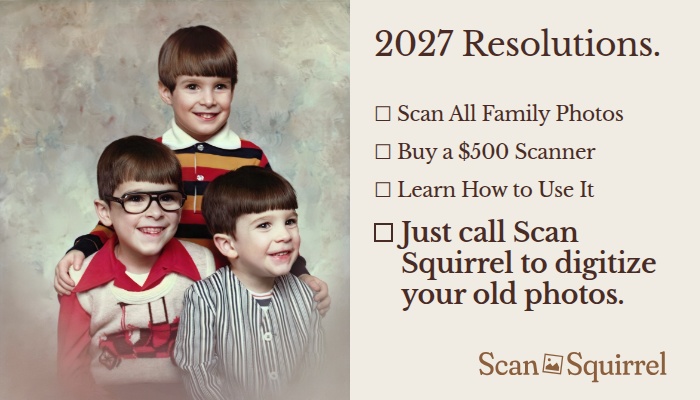 2027 Resolutions.
☐ Scan All Family Photos
☐ Buy a $500 Scanner
☐ Learn How to Use It
☐ Just call Scan
Squirrel to digitize
your old photos.
Scan Squirrel